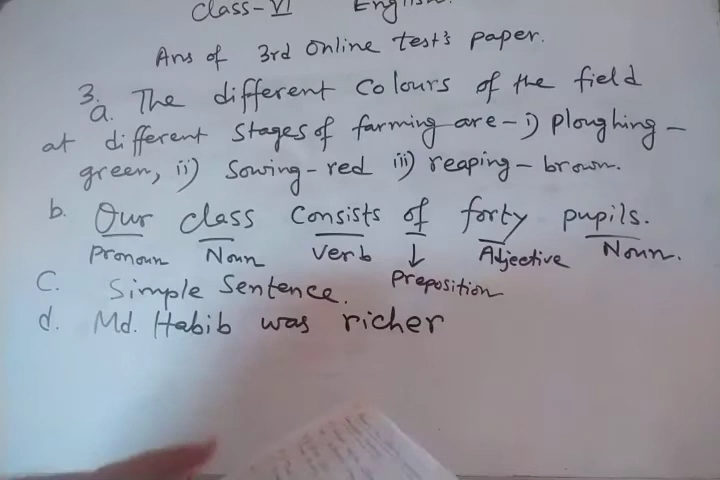 Class-VI English.
Ans of 3rd online test's paper.
3.
a. The different colours of the field
at different stages of farming are - i) Ploughing -
green, ii) Sowing - red iii) reaping - brown.
b. Our class consists of forty pupils.
Pronoun Noun Verb ↓ Adjective Noun.
Preposition
C. Simple Sentence.
d. Md. Habib was richer